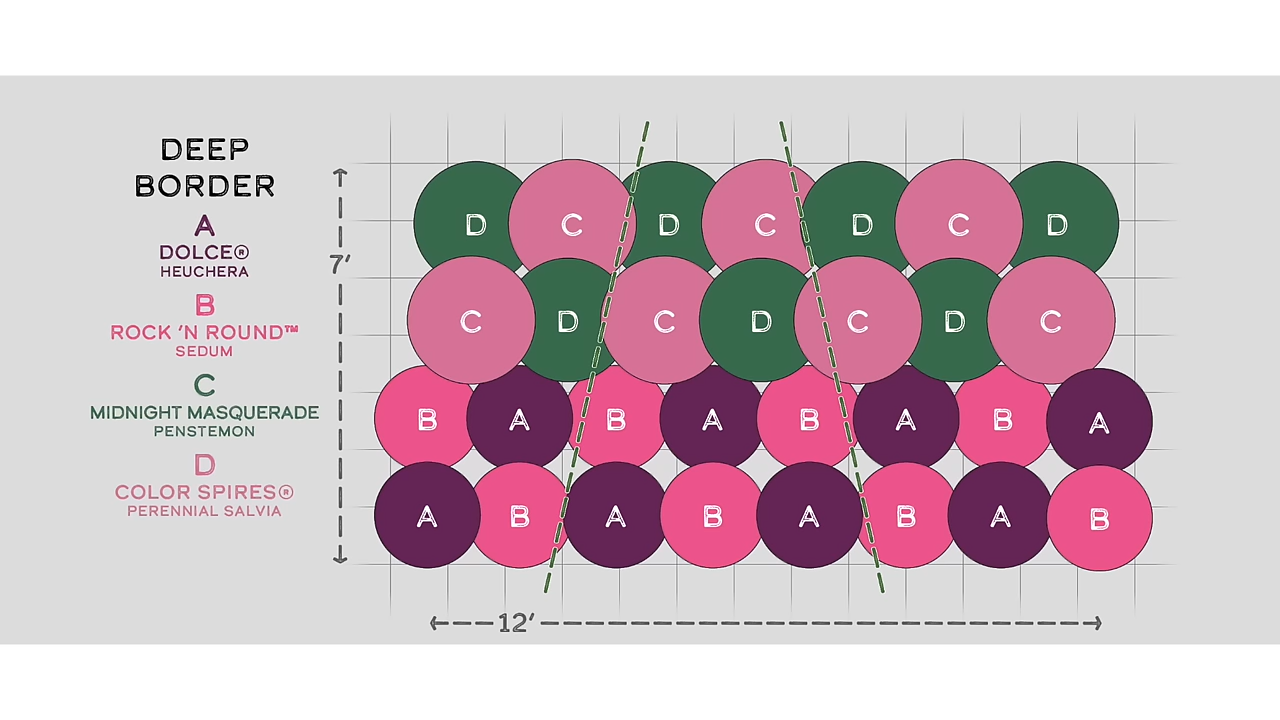 DEEP
BORDER
A
DOLCE®
HEUCHERA
B
ROCK ’N ROUND™
SEDUM
C
MIDNIGHT MASQUERADE
PENSTEMON
D
COLOR SPIRES®
PERENNIAL SALVIA
7’
D C D C D C D
C D C D C D C
B A B A B A B A
A B A B A B A B
12’